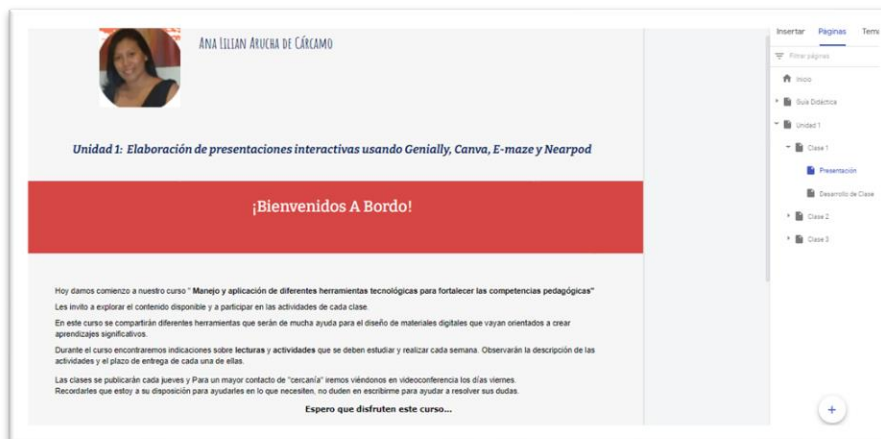 Ana Lilian Arucha de Cárcamo
Unidad 1: Elaboración de presentaciones interactivas usando Genially, Canva, E-maze y Nearpod
¡Bienvenidos A Bordo!
Hoy damos comienzo a nuestro curso " Manejo y aplicación de diferentes herramientas tecnológicas para fortalecer las competencias pedagógicas"
Les invito a explorar el contenido disponible y a participar en las actividades de cada clase.
En este curso se compartirán diferentes herramientas que serán de mucha ayuda para el diseño de materiales digitales que vayan orientados a crear
aprendizajes significativos.
Durante el curso encontraremos indicaciones sobre lecturas y actividades que se deben estudiar y realizar cada semana. Observarán la descripción de las
actividades y el plazo de entrega de cada una de ellas.
Las clases se publicarán cada jueves y Para un mayor contacto de "cercanía" iremos viéndonos en videoconferencia los días viernes.
Recordarles que estoy a su disposición para ayudarles en lo que necesiten, no duden en escribirme para ayudar a resolver sus dudas.
Espero que disfruten este curso...
Insertar Páginas Tema
Filtrar páginas
Inicio
Guía Didáctica
Unidad 1
Clase 1
Presentación
Desarrollo de Clase
Clase 2
Clase 3